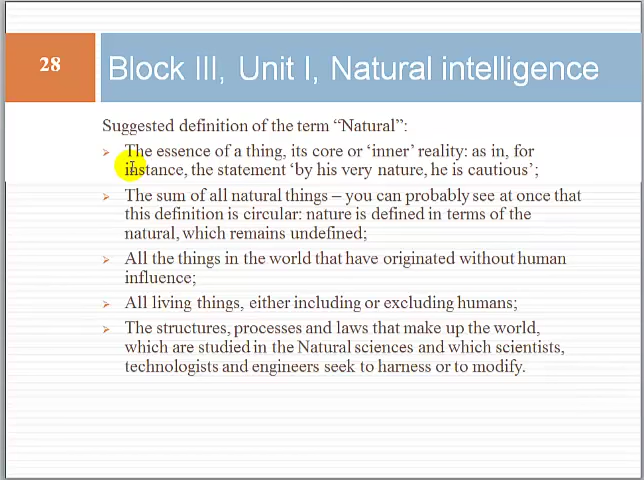 28
Block III, Unit I, Natural intelligence
Suggested definition of the term “Natural”:
The essence of a thing, its core or ‘inner’ reality: as in, for
instance, the statement ‘by his very nature, he is cautious’;
The sum of all natural things – you can probably see at once that
this definition is circular: nature is defined in terms of the
natural, which remains undefined;
All the things in the world that have originated without human
influence;
All living things, either including or excluding humans;
The structures, processes and laws that make up the world,
which are studied in the Natural sciences and which scientists,
technologists and engineers seek to harness or to modify.